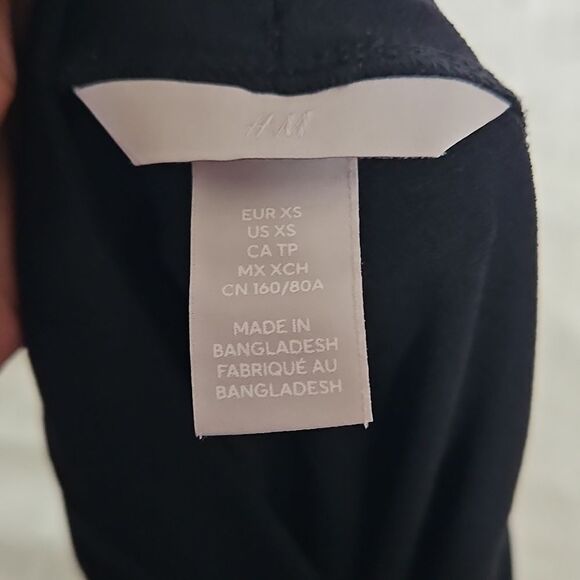 H&M
EUR XS
US XS
CA TP
MX XCH
CN 160/80A
MADE IN
BANGLADESH
FABRIQUÉ AU
BANGLADESH